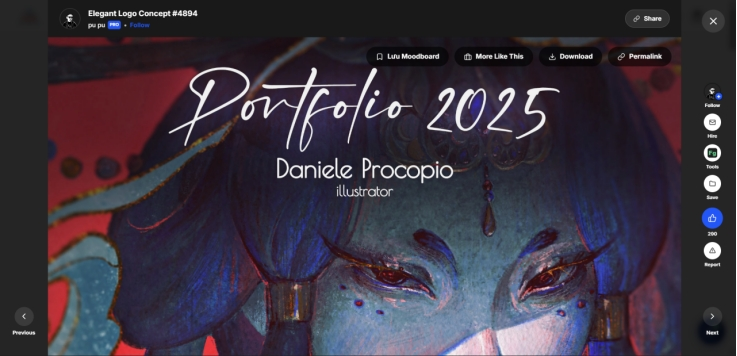 Elegant Logo Concept #4894
pu pu PRO • Follow
Share
Lưu Moodboard
More Like This
Download
Permalink
Portfolio 2025
Daniele Procopio
illustrator
Follow
Hire
Tools
Save
290
Report
Previous
Next